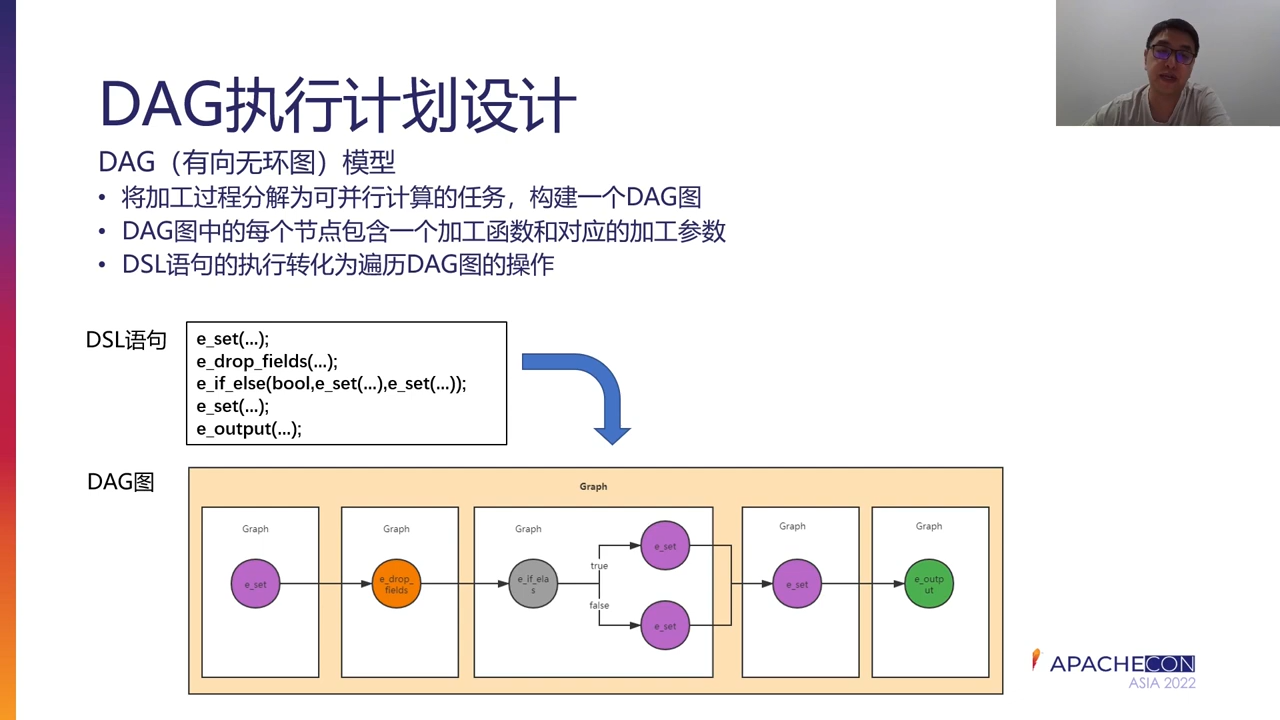 DAG执行计划设计
DAG（有向无环图）模型
• 将加工过程分解为可并行计算的任务，构建一个DAG图
• DAG图中的每个节点包含一个加工函数和对应的加工参数
• DSL语句的执行转化为遍历DAG图的操作
DSL语句
e_set(...);
e_drop_fields(...);
e_if_else(bool,e_set(...),e_set(...));
e_set(...);
e_output(...);
DAG图
Graph
Graph
Graph
Graph
Graph
Graph
e_set
e_drop_
fields
e_if_ela
s
true
false
e_set
e_set
e_set
e_outp
ut
APACHECON
ASIA 2022